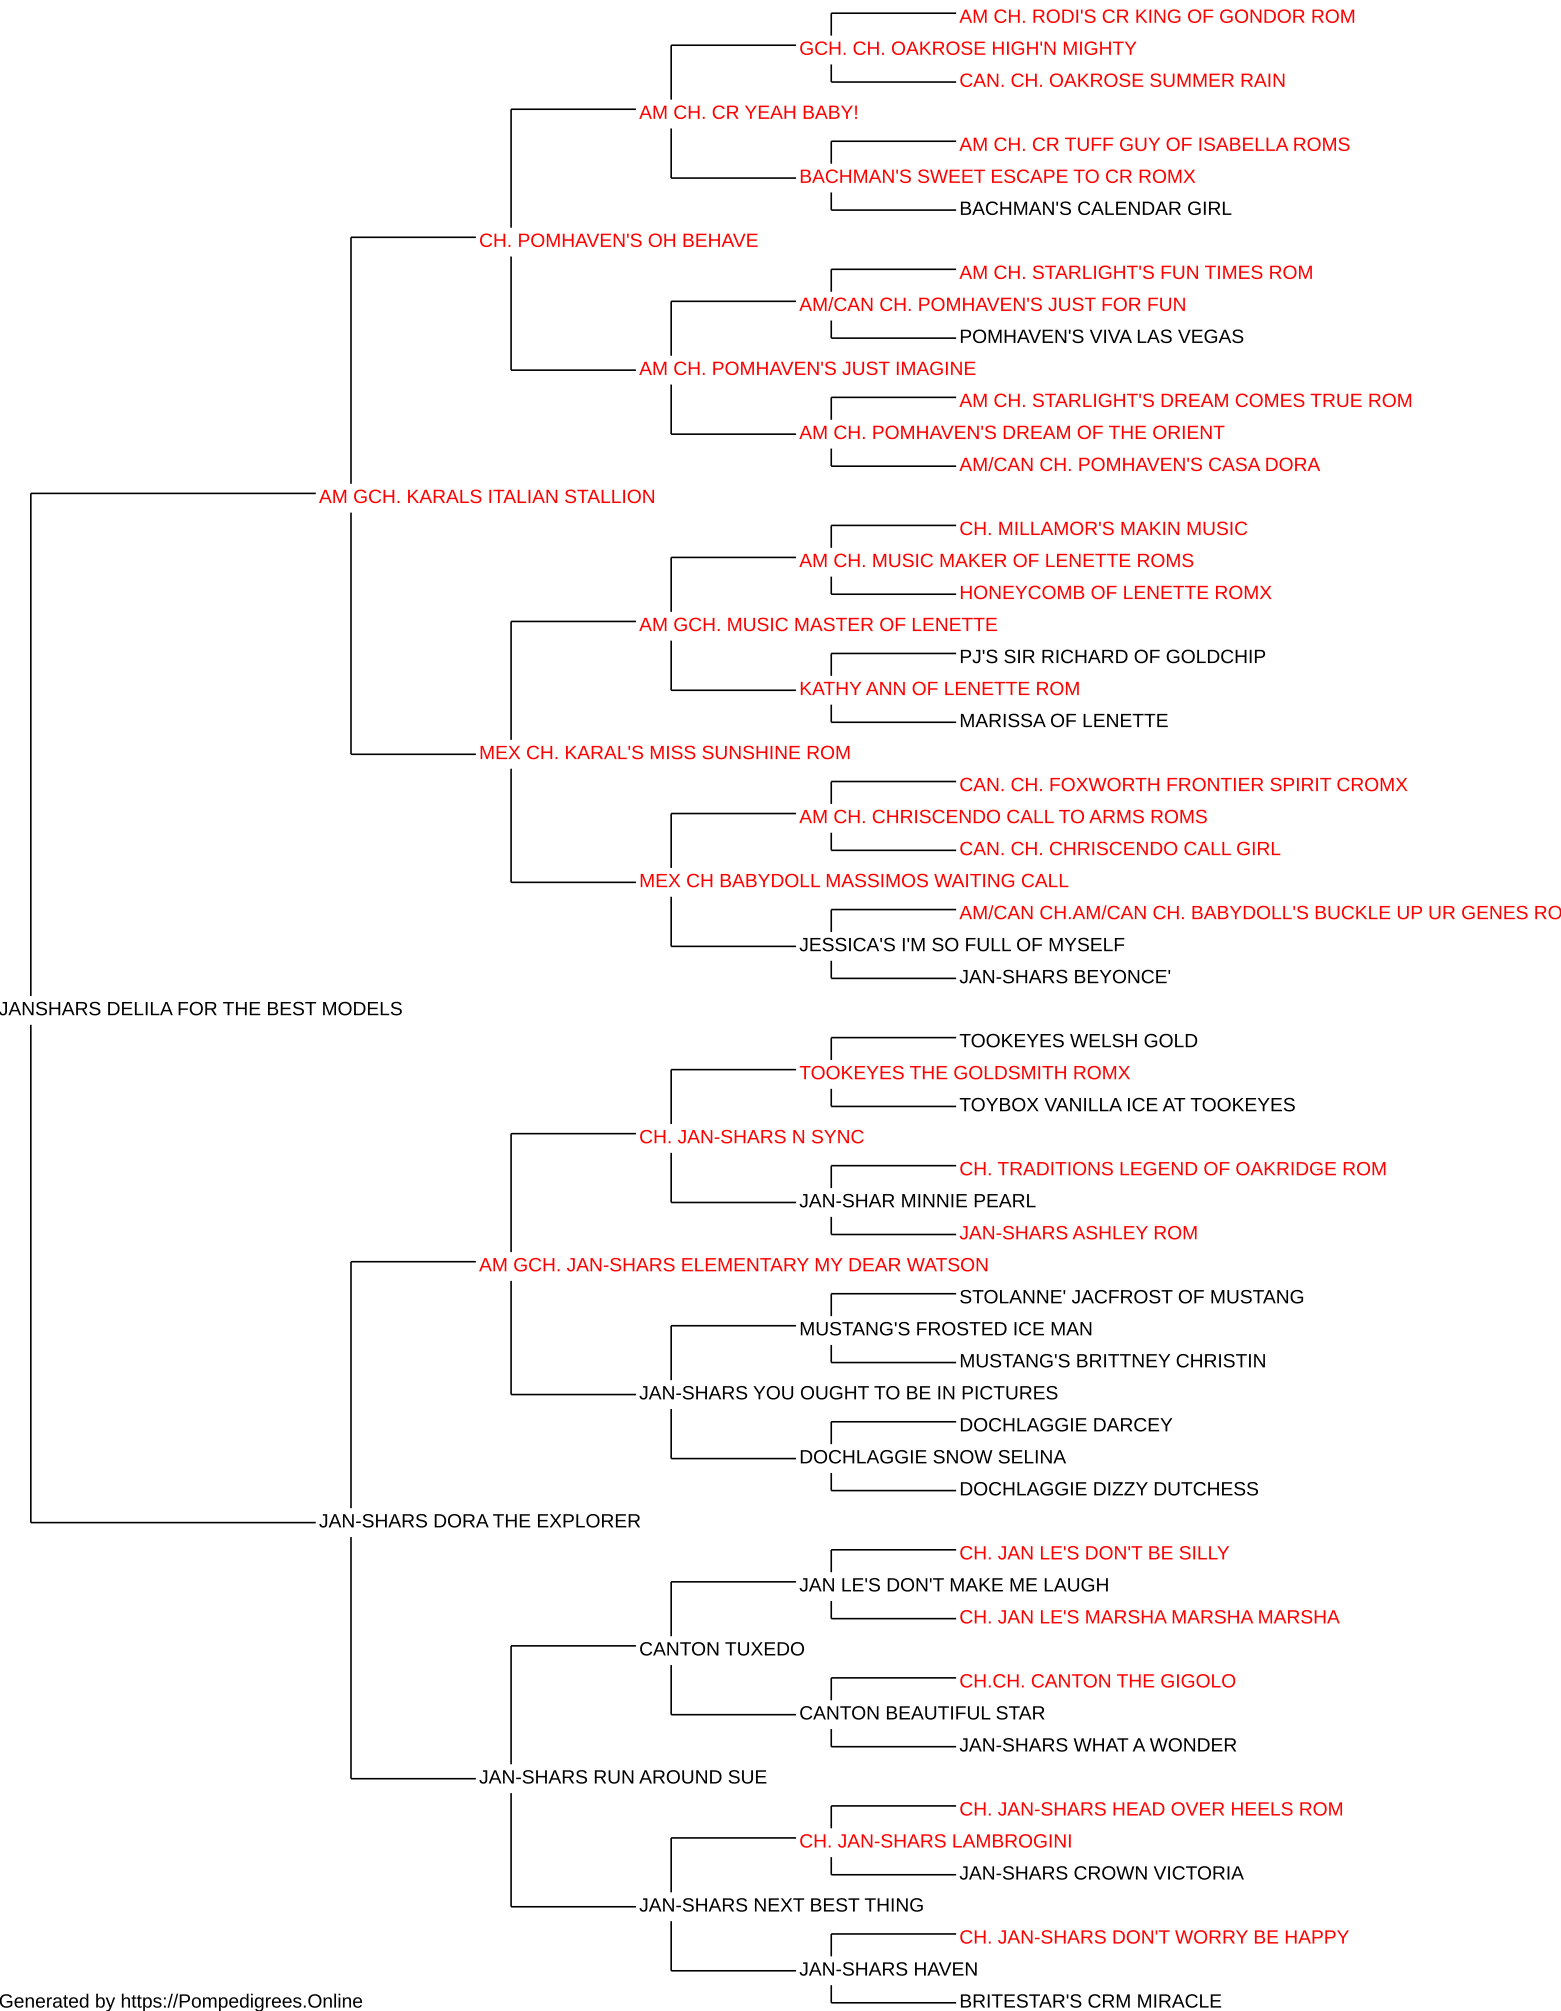 AM CH. RODI'S CR KING OF GONDOR ROM
GCH. CH. OAKROSE HIGH'N MIGHTY
CAN. CH. OAKROSE SUMMER RAIN
AM CH. CR YEAH BABY!
AM CH. CR TUFF GUY OF ISABELLA ROMS
BACHMAN'S SWEET ESCAPE TO CR ROMX
BACHMAN'S CALENDAR GIRL
CH. POMHAVEN'S OH BEHAVE
AM CH. STARLIGHT'S FUN TIMES ROM
AM/CAN CH. POMHAVEN'S JUST FOR FUN
POMHAVEN'S VIVA LAS VEGAS
AM CH. POMHAVEN'S JUST IMAGINE
AM CH. STARLIGHT'S DREAM COMES TRUE ROM
AM CH. POMHAVEN'S DREAM OF THE ORIENT
AM/CAN CH. POMHAVEN'S CASA DORA
AM GCH. KARALS ITALIAN STALLION
CH. MILLAMOR'S MAKIN MUSIC
AM CH. MUSIC MAKER OF LENETTE ROMS
HONEYCOMB OF LENETTE ROMX
AM GCH. MUSIC MASTER OF LENETTE
PJ'S SIR RICHARD OF GOLDCHIP
KATHY ANN OF LENETTE ROM
MARISSA OF LENETTE
MEX CH. KARAL'S MISS SUNSHINE ROM
CAN. CH. FOXWORTH FRONTIER SPIRIT CROMX
AM CH. CHRISCENDO CALL TO ARMS ROMS
CAN. CH. CHRISCENDO CALL GIRL
MEX CH BABYDOLL MASSIMOS WAITING CALL
AM/CAN CH.AM/CAN CH. BABYDOLL'S BUCKLE UP UR GENES RO
JESSICA'S I'M SO FULL OF MYSELF
JAN-SHARS BEYONCE'
JANSHARS DELILA FOR THE BEST MODELS
TOOKEYES WELSH GOLD
TOOKEYES THE GOLDSMITH ROMX
TOYBOX VANILLA ICE AT TOOKEYES
CH. JAN-SHARS N SYNC
CH. TRADITIONS LEGEND OF OAKRIDGE ROM
JAN-SHAR MINNIE PEARL
JAN-SHARS ASHLEY ROM
AM GCH. JAN-SHARS ELEMENTARY MY DEAR WATSON
STOLANNE' JACFROST OF MUSTANG
MUSTANG'S FROSTED ICE MAN
MUSTANG'S BRITTNEY CHRISTIN
JAN-SHARS YOU OUGHT TO BE IN PICTURES
DOCHLAGGIE DARCEY
DOCHLAGGIE SNOW SELINA
DOCHLAGGIE DIZZY DUTCHESS
JAN-SHARS DORA THE EXPLORER
CH. JAN LE'S DON'T BE SILLY
JAN LE'S DON'T MAKE ME LAUGH
CH. JAN LE'S MARSHA MARSHA MARSHA
CANTON TUXEDO
CH.CH. CANTON THE GIGOLO
CANTON BEAUTIFUL STAR
JAN-SHARS WHAT A WONDER
JAN-SHARS RUN AROUND SUE
CH. JAN-SHARS HEAD OVER HEELS ROM
CH. JAN-SHARS LAMBROGINI
JAN-SHARS CROWN VICTORIA
JAN-SHARS NEXT BEST THING
CH. JAN-SHARS DON'T WORRY BE HAPPY
JAN-SHARS HAVEN
BRITESTAR'S CRM MIRACLE
Generated by https://Pompedigrees.Online